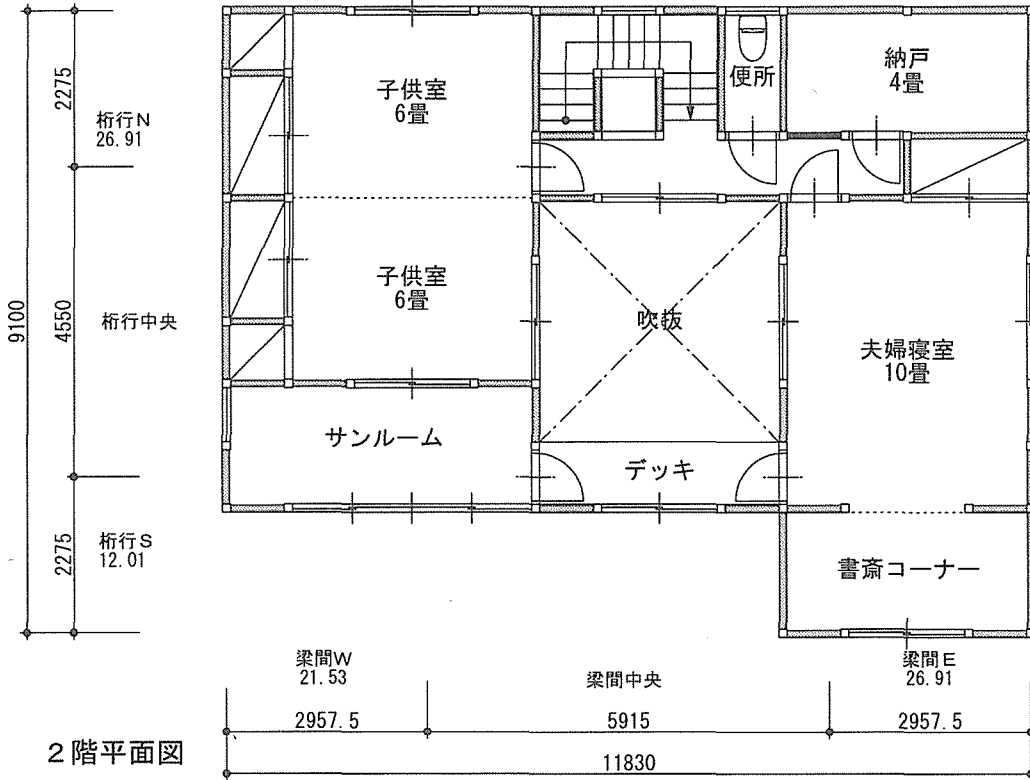 子供室
6畳
便所
納戸
4畳
2275
桁行N
26.91
9100
4550
桁行中央
子供室
6畳
吹抜
夫婦寝室
10畳
サンルーム
デッキ
2275
桁行S
12.01
書斎コーナー
梁間W
21.53
梁間中央
梁間E
26.91
2957.5
5915
2957.5
11830
2階平面図